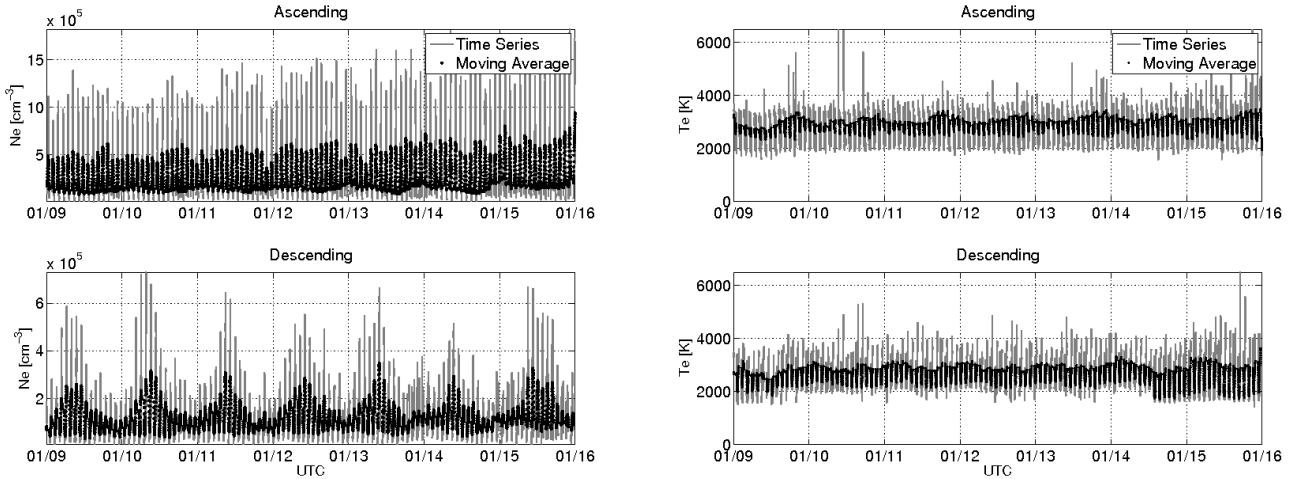 Ascending
x 10⁵
Ne [cm⁻³]
15
10
5
Time Series
Moving Average
01/09 01/10 01/11 01/12 01/13 01/14 01/15 01/16
Descending
x 10⁵
Ne [cm⁻³]
6
4
2
01/09 01/10 01/11 01/12 01/13 01/14 01/15 01/16
UTC
Ascending
Te [K]
6000
4000
2000
0
Time Series
Moving Average
01/09 01/10 01/11 01/12 01/13 01/14 01/15 01/16
Descending
Te [K]
6000
4000
2000
0
01/09 01/10 01/11 01/12 01/13 01/14 01/15 01/16
UTC